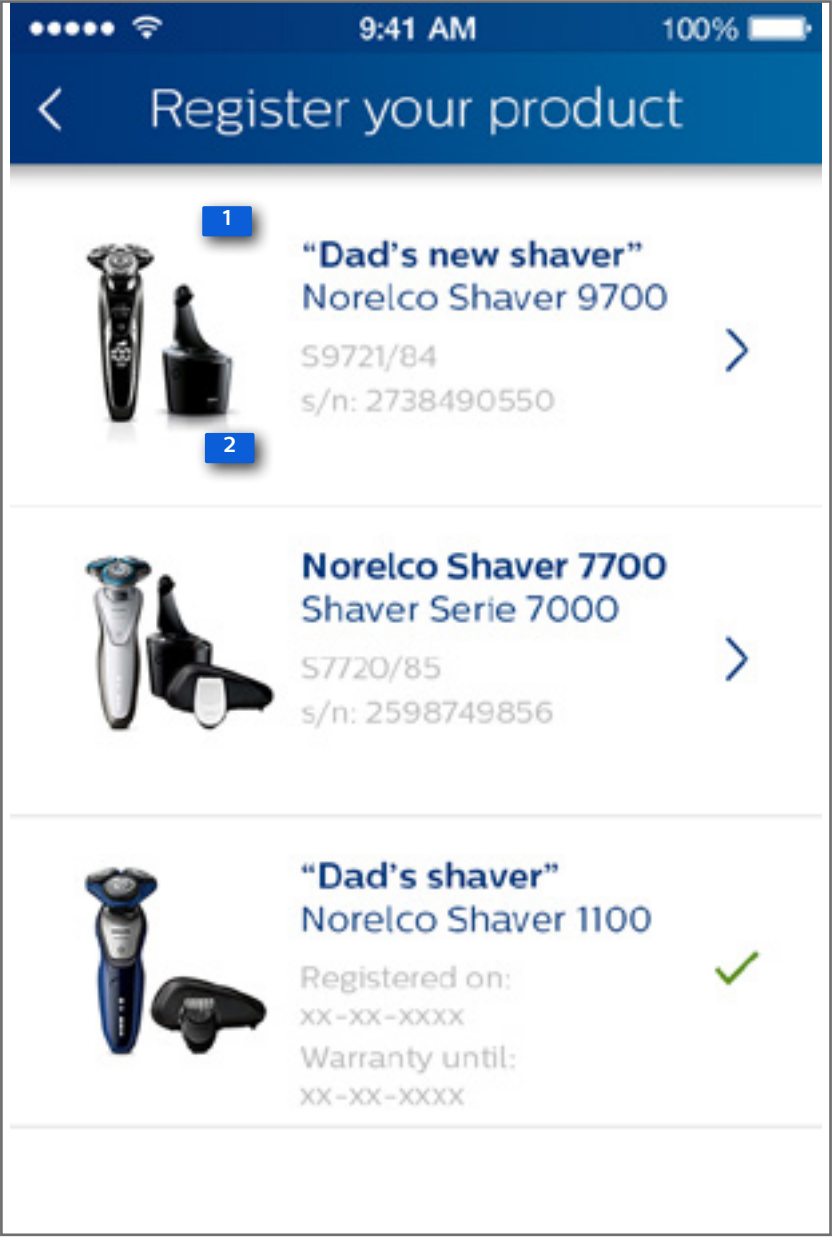 9:41 AM 100%
Register your product
1
“Dad's new shaver”
Norelco Shaver 9700
S9721/84
s/n: 2738490550
2
Norelco Shaver 7700
Shaver Serie 7000
S7720/85
s/n: 2598749856
“Dad's shaver”
Norelco Shaver 1100
Registered on:
xx-xx-xxxx
Warranty until:
xx-xx-xxxx